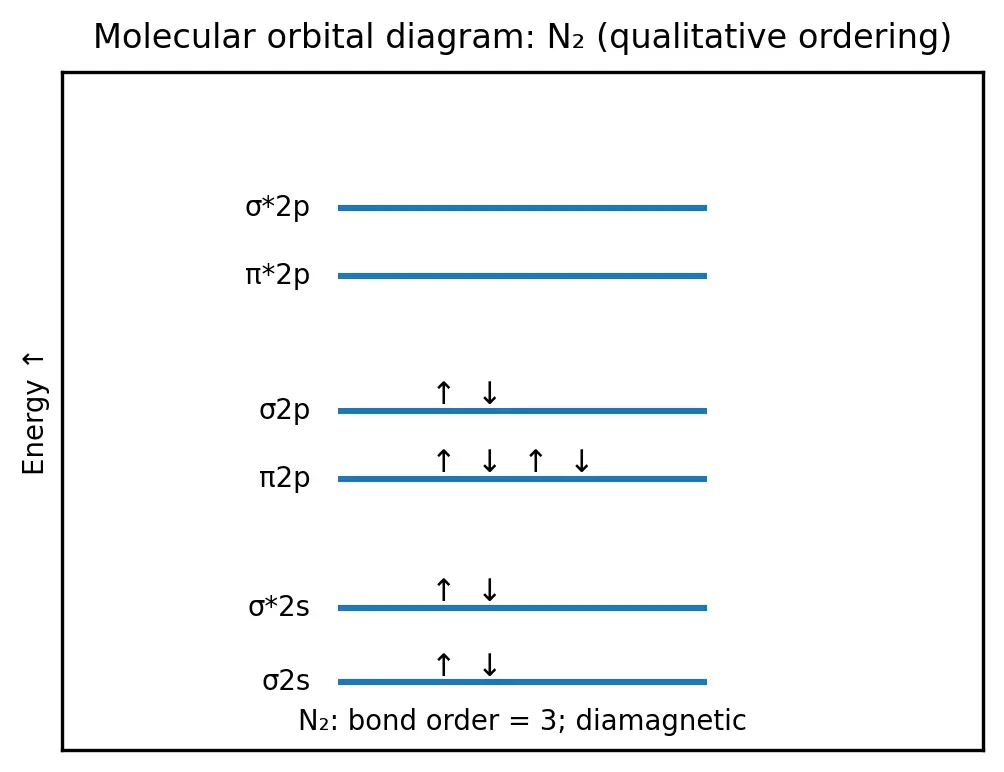 Molecular orbital diagram: N₂ (qualitative ordering)
Energy ↑
σ*2p
π*2p
σ2p ↑ ↓
π2p ↑ ↓ ↑ ↓
σ*2s ↑ ↓
σ2s ↑ ↓
N₂: bond order = 3; diamagnetic